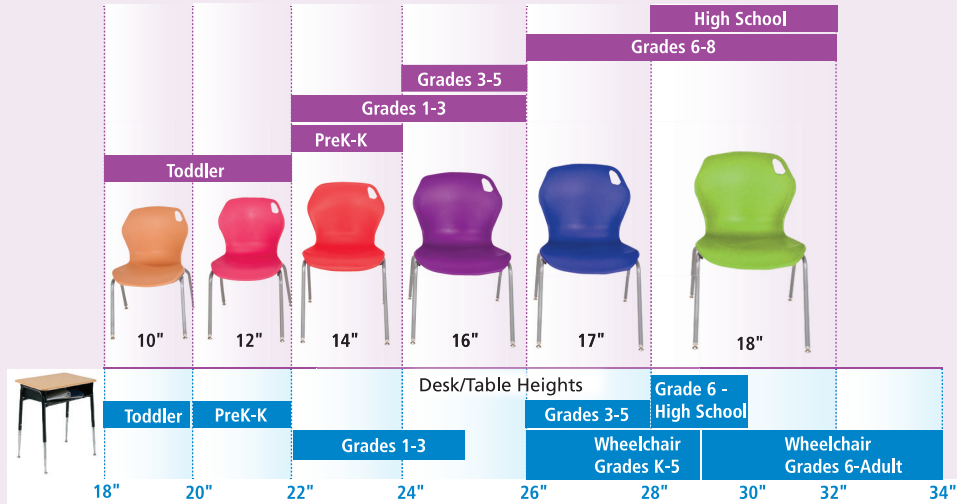 High School
Grades 6-8
Grades 3-5
Grades 1-3
PreK-K
Toddler
10"
12"
14"
16"
17"
18"
Desk/Table Heights
Toddler
PreK-K
Grades 1-3
Grades 3-5
Grade 6 -
High School
Wheelchair
Grades K-5
Wheelchair
Grades 6-Adult
18"
20"
22"
24"
26"
28"
30"
32"
34"